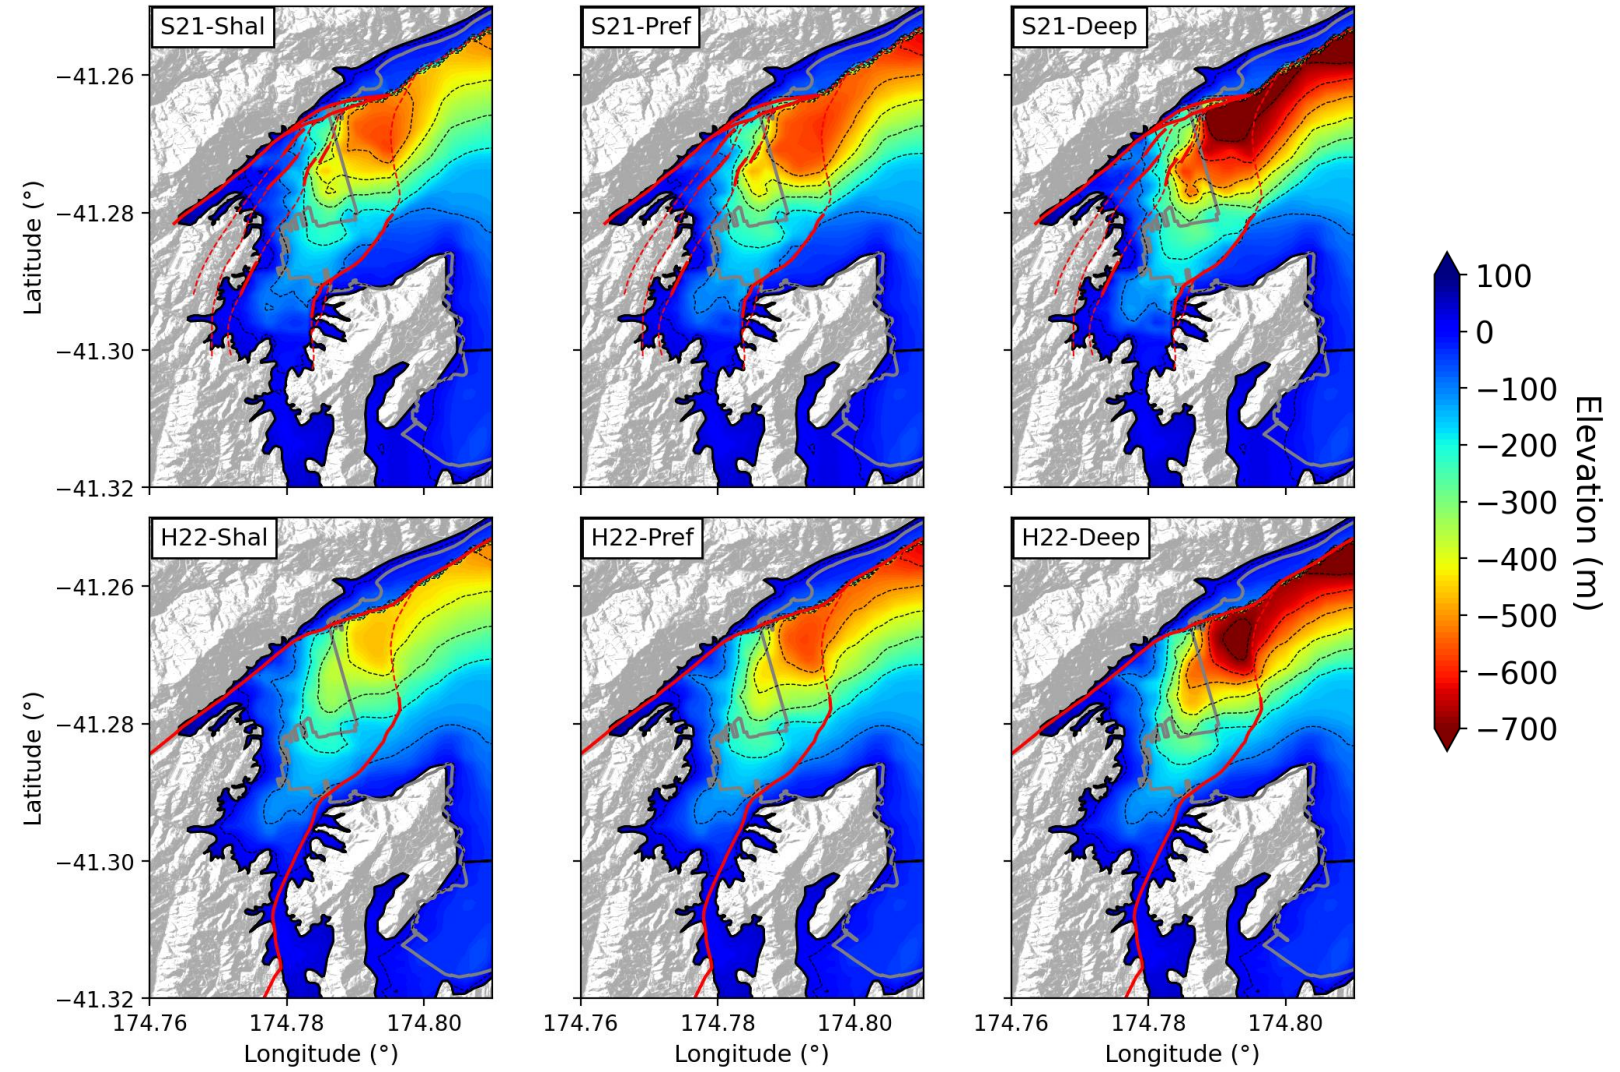 S21-Shal
S21-Pref
S21-Deep
−41.26
−41.28
−41.30
−41.32
Latitude (°)
H22-Shal
H22-Pref
H22-Deep
−41.26
−41.28
−41.30
−41.32
Latitude (°)
174.76
174.78
174.80
174.76
174.78
174.80
174.76
174.78
174.80
Longitude (°)
Longitude (°)
Longitude (°)
100
0
−100
−200
−300
−400
−500
−600
−700
Elevation (m)